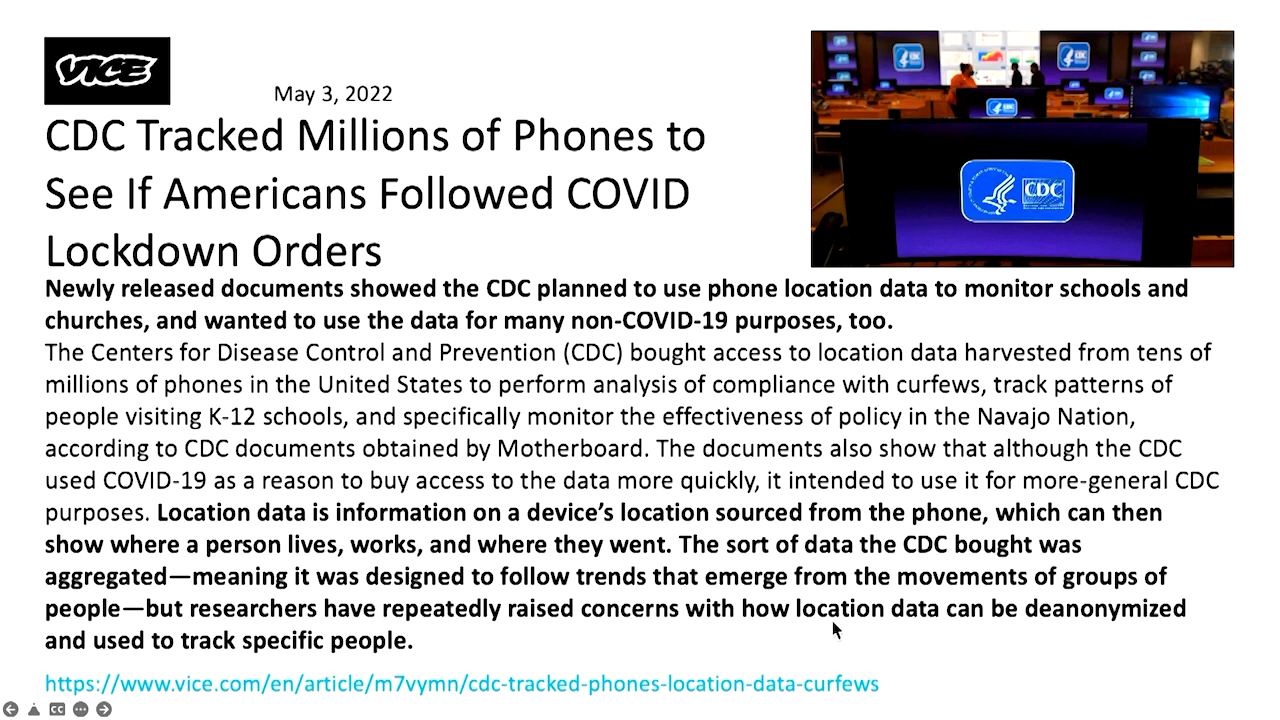 VICE
May 3, 2022
CDC Tracked Millions of Phones to
See If Americans Followed COVID
Lockdown Orders
CDC
Newly released documents showed the CDC planned to use phone location data to monitor schools and
churches, and wanted to use the data for many non-COVID-19 purposes, too.
The Centers for Disease Control and Prevention (CDC) bought access to location data harvested from tens of
millions of phones in the United States to perform analysis of compliance with curfews, track patterns of
people visiting K-12 schools, and specifically monitor the effectiveness of policy in the Navajo Nation,
according to CDC documents obtained by Motherboard. The documents also show that although the CDC
used COVID-19 as a reason to buy access to the data more quickly, it intended to use it for more-general CDC
purposes. Location data is information on a device’s location sourced from the phone, which can then
show where a person lives, works, and where they went. The sort of data the CDC bought was
aggregated—meaning it was designed to follow trends that emerge from the movements of groups of
people—but researchers have repeatedly raised concerns with how location data can be deanonymized
and used to track specific people.
https://www.vice.com/en/article/m7vymn/cdc-tracked-phones-location-data-curfews
CC